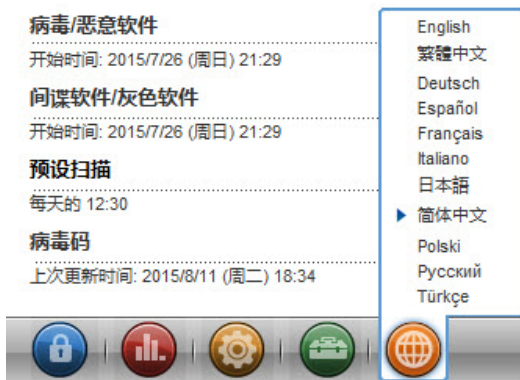 病毒/恶意软件
开始时间: 2015/7/26 (周日) 21:29
间谍软件/灰色软件
开始时间: 2015/7/26 (周日) 21:29
预设扫描
每天的 12:30
病毒码
上次更新时间: 2015/8/11 (周二) 18:34
English
繁體中文
Deutsch
Español
Français
Italiano
日本語
简体中文
Polski
Русский
Türkçe